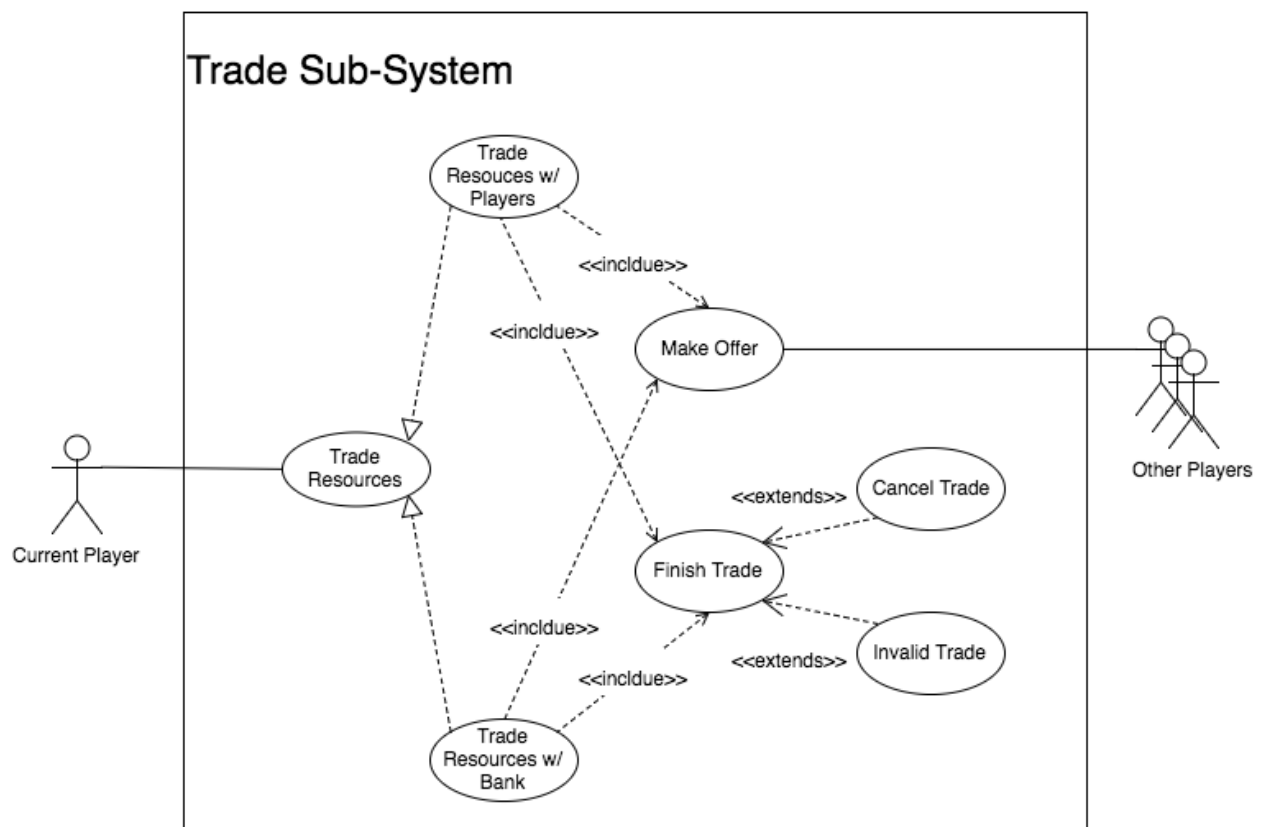 Trade Sub-System
Trade
Resouces w/
Players
<<incldue>>
<<incldue>>
Make Offer
Trade
Resources
Current Player
Other Players
Cancel Trade
<<extends>>
Finish Trade
<<incldue>>
Invalid Trade
<<extends>>
<<incldue>>
Trade
Resources w/
Bank